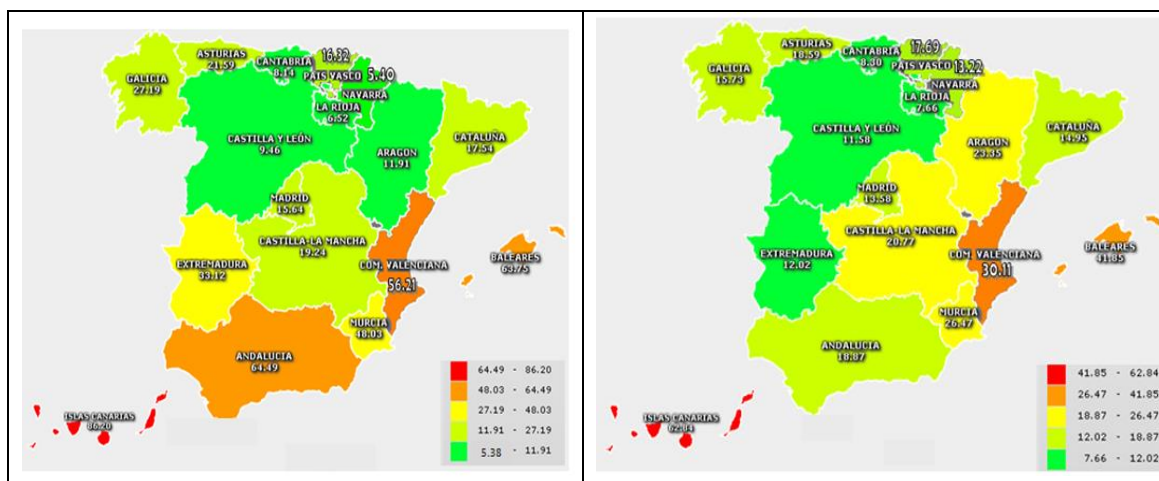 ASTURIAS
21.59
CANTABRIA
8.14
16.32
PAIS VASCO
5.40
NAVARRA
GALICIA
27.19
LA RIOJA
6.52
CASTILLA Y LEÓN
9.46
ARAGON
11.91
CATALUÑA
17.54
MADRID
15.64
CASTILLA-LA MANCHA
19.24
EXTREMADURA
33.12
COM. VALENCIANA
56.21
BALEARES
63.75
MURCIA
48.03
ANDALUCIA
64.49
ISLAS CANARIAS
86.20
64.49 - 86.20
48.03 - 64.49
27.19 - 48.03
11.91 - 27.19
5.38 - 11.91
ASTURIAS
18.59
CANTABRIA
8.30
17.69
PAIS VASCO
13.22
NAVARRA
GALICIA
15.73
LA RIOJA
7.66
CASTILLA Y LEÓN
11.58
ARAGON
23.35
CATALUÑA
14.95
MADRID
13.58
CASTILLA-LA MANCHA
20.77
EXTREMADURA
12.02
COM. VALENCIANA
30.11
BALEARES
41.85
MURCIA
26.47
ANDALUCIA
18.87
ISLAS CANARIAS
62.84
41.85 - 62.84
26.47 - 41.85
18.87 - 26.47
12.02 - 18.87
7.66 - 12.02